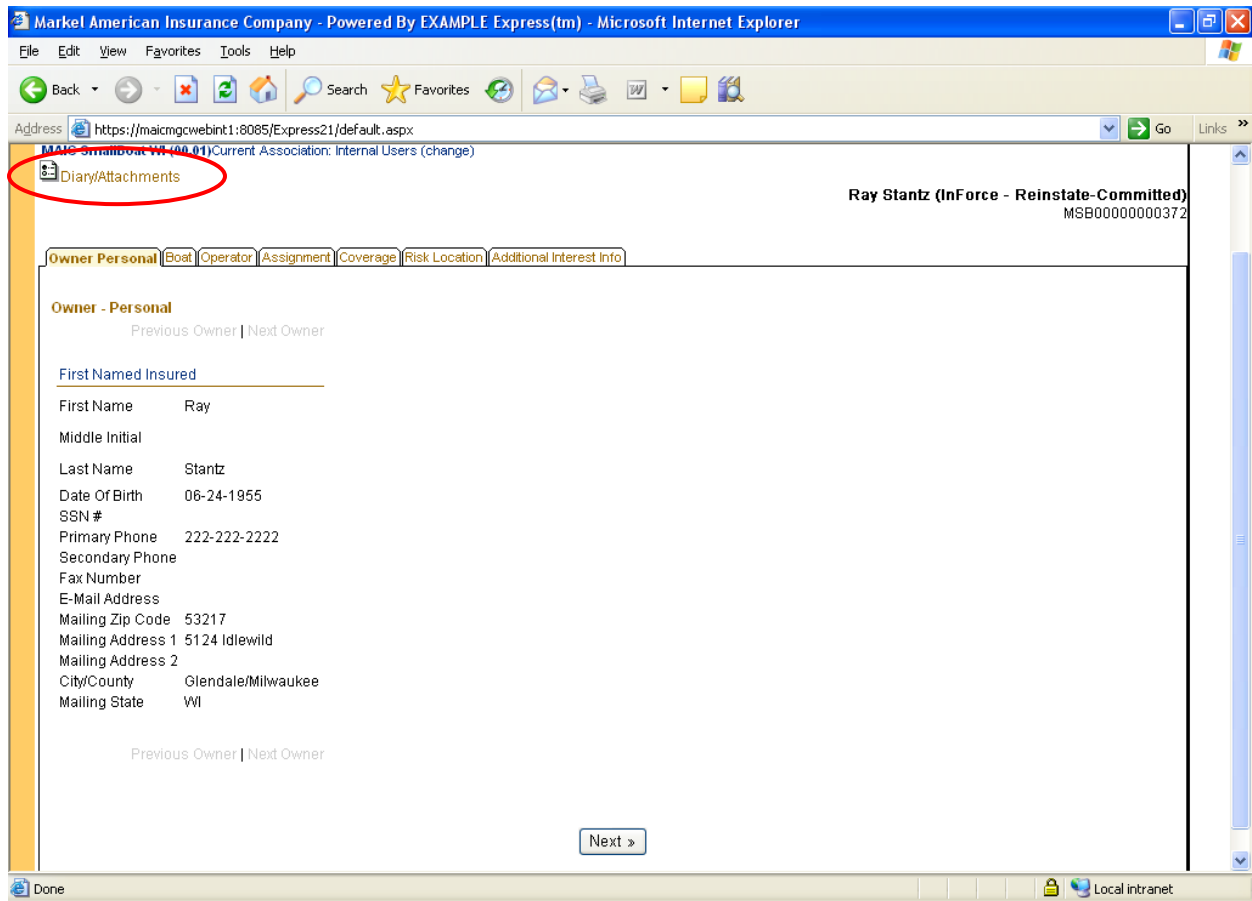 Markel American Insurance Company - Powered By EXAMPLE Express(tm) - Microsoft Internet Explorer
File Edit View Favorites Tools Help
Back Search Favorites
Address https://maicmgcwebint1:8085/Express21/default.aspx Go Links »
MAIC SmallBoat WI (00.01)Current Association: Internal Users (change)
Diary/Attachments
Ray Stantz (InForce - Reinstate-Committed)
MSB00000000372
Owner Personal Boat Operator Assignment Coverage Risk Location Additional Interest Info
Owner - Personal
Previous Owner | Next Owner
First Named Insured
First Name Ray
Middle Initial
Last Name Stantz
Date Of Birth 06-24-1955
SSN #
Primary Phone 222-222-2222
Secondary Phone
Fax Number
E-Mail Address
Mailing Zip Code 53217
Mailing Address 1 5124 Idlewild
Mailing Address 2
City/County Glendale/Milwaukee
Mailing State WI
Previous Owner | Next Owner
Next »
Done Local intranet